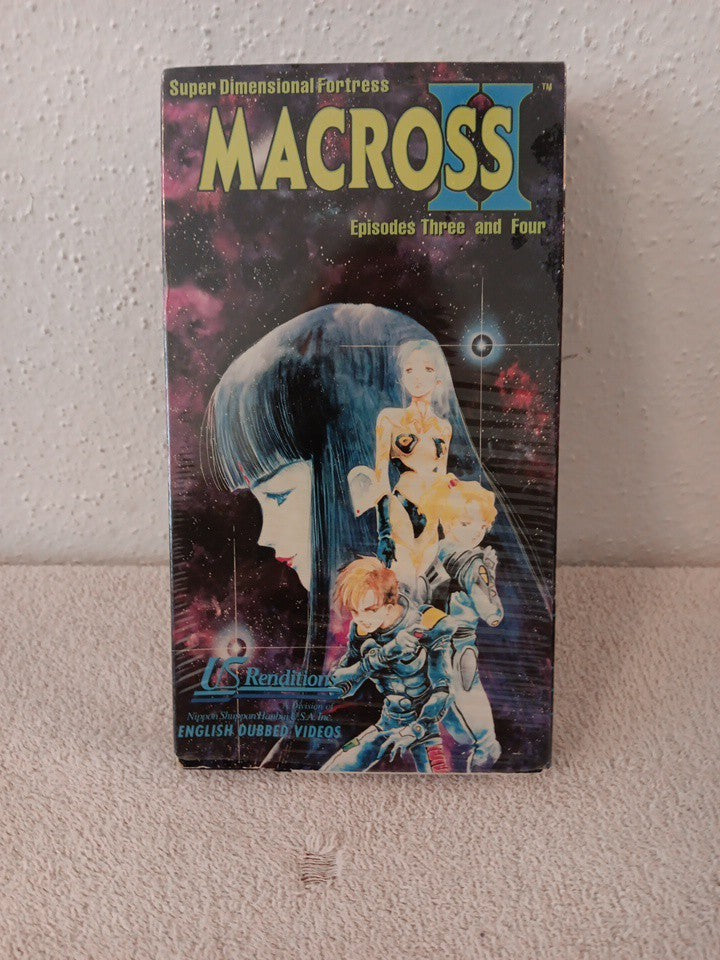 Super Dimensional Fortress
MACROSS II ™
Episodes Three and Four
U.S. Renditions
A Division of
Nippon Shuppan Hanbai U.S.A. Inc.
ENGLISH DUBBED VIDEOS